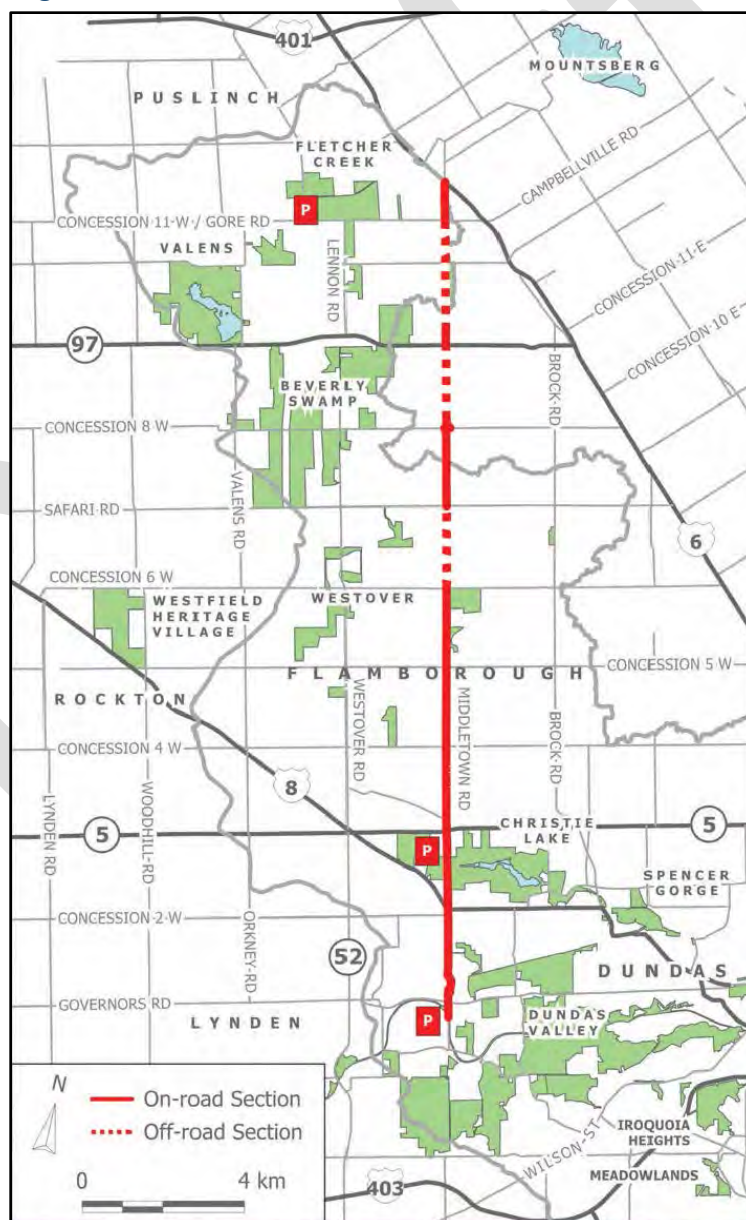 401
MOUNTSBERG
PUSLINCH
FLETCHER
CREEK
CAMPBELLVILLE RD
P
CONCESSION 11 W / GORE RD
VALENS
LENNON RD
CONCESSION 11 E
CONCESSION 10 E
97
BROCK RD
BEVERLY
SWAMP
CONCESSION 8 W
VALENS RD
SAFARI RD
6
CONCESSION 6 W
WESTFIELD
HERITAGE
VILLAGE
WESTOVER
FLAMBOROUGH
CONCESSION 5 W
ROCKTON
WESTOVER RD
MIDDLETOWN RD
BROCK RD
CONCESSION 4 W
8
LYNDEN RD
WOODHILL RD
5
CHRISTIE
LAKE
5
P
SPENCER
GORGE
CONCESSION 2 W
ORKNEY RD
52
DUNDAS
GOVERNORS RD
LYNDEN
P
DUNDAS
VALLEY
N
On-road Section
Off-road Section
0 4 km
WILSON ST
IROQUOIA
HEIGHTS
MEADOWLANDS
403